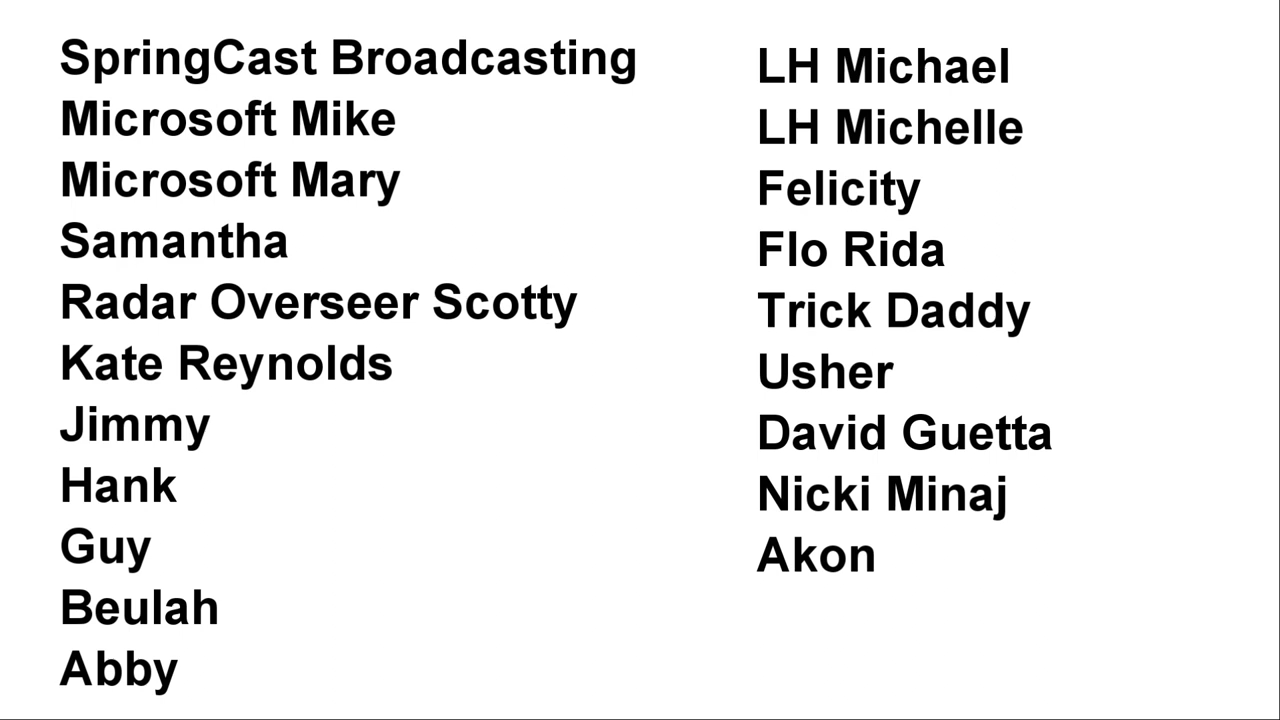 SpringCast Broadcasting
Microsoft Mike
Microsoft Mary
Samantha
Radar Overseer Scotty
Kate Reynolds
Jimmy
Hank
Guy
Beulah
Abby
LH Michael
LH Michelle
Felicity
Flo Rida
Trick Daddy
Usher
David Guetta
Nicki Minaj
Akon